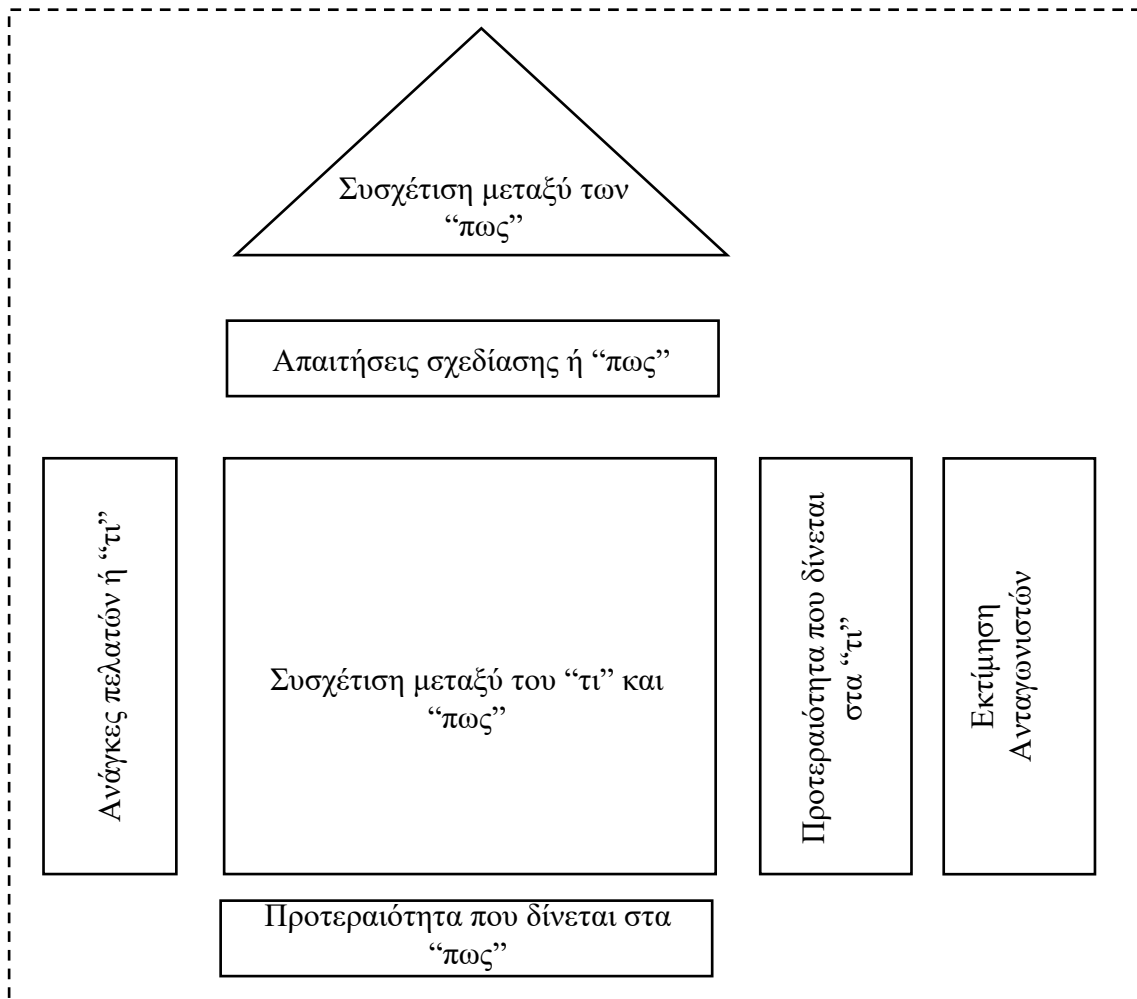 Συσχέτιση μεταξύ των
“πως”
Απαιτήσεις σχεδίασης ή “πως”
Ανάγκες πελατών ή “τι”
Συσχέτιση μεταξύ του “τι” και
“πως”
Προτεραιότητα που δίνεται
στα “τι”
Εκτίμηση
Ανταγωνιστών
Προτεραιότητα που δίνεται στα
“πως”